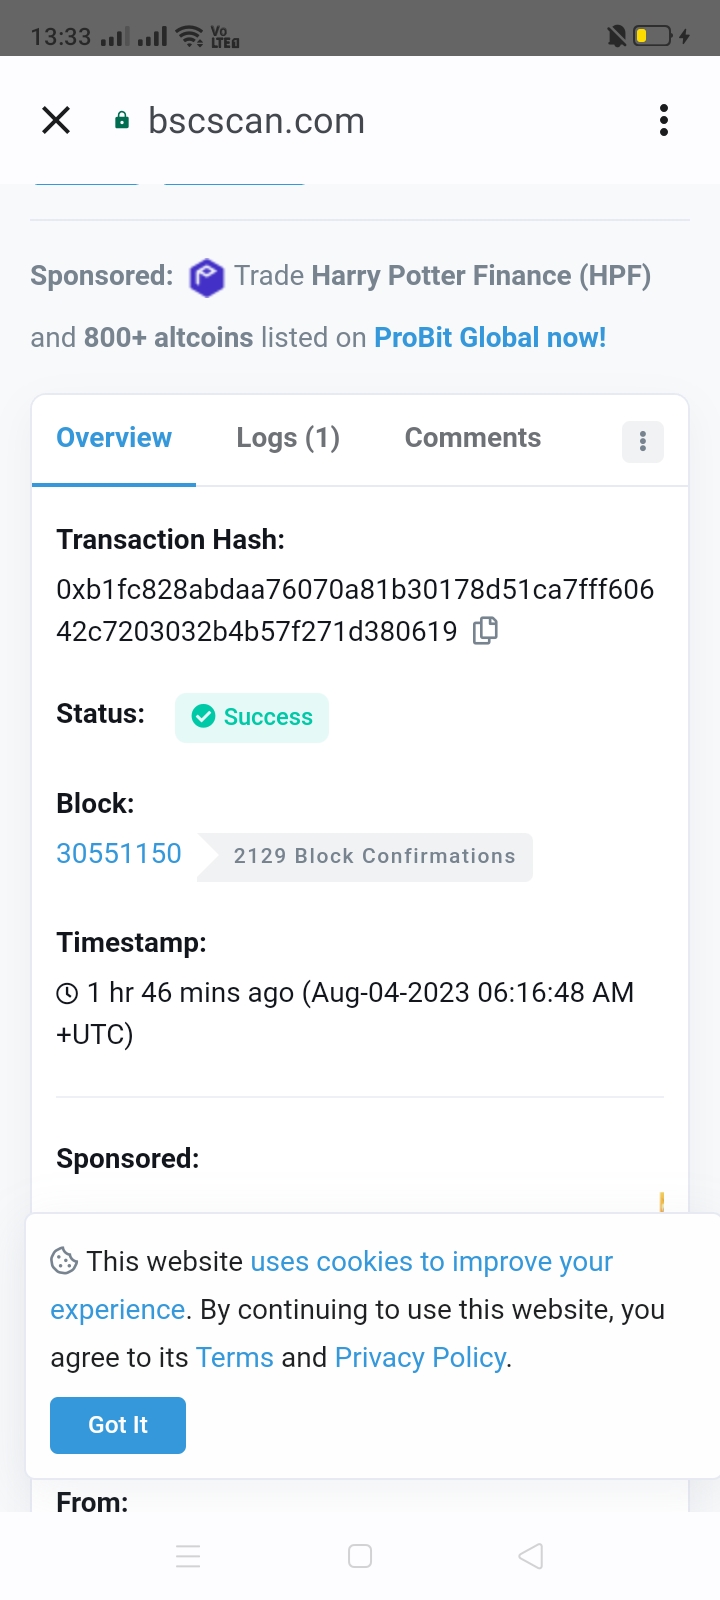 13:33 Vo LTE
bscscan.com
Sponsored: Trade Harry Potter Finance (HPF)
and 800+ altcoins listed on ProBit Global now!
Overview Logs (1) Comments
Transaction Hash:
0xb1fc828abdaa76070a81b30178d51ca7fff606
42c7203032b4b57f271d380619
Status: Success
Block:
30551150 2129 Block Confirmations
Timestamp:
1 hr 46 mins ago (Aug-04-2023 06:16:48 AM
+UTC)
Sponsored:
This website uses cookies to improve your
experience. By continuing to use this website, you
agree to its Terms and Privacy Policy.
Got It
From: